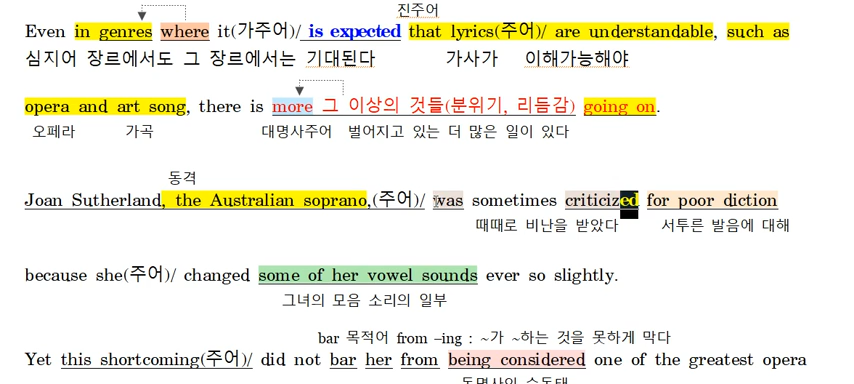 진주어
Even in genres where it(가주어)/ is expected that lyrics(주어)/ are understandable, such as
심지어 장르에서도 그 장르에서는 기대된다 가사가 이해가능해야
opera and art song, there is more 그 이상의 것들(분위기, 리듬감) going on.
오페라 가곡 대명사주어 벌어지고 있는 더 많은 일이 있다
동격
Joan Sutherland, the Australian soprano,(주어)/ was sometimes criticized for poor diction
때때로 비난을 받았다 서투른 발음에 대해
because she(주어)/ changed some of her vowel sounds ever so slightly.
그녀의 모음 소리의 일부
bar 목적어 from –ing : ~가 ~하는 것을 못하게 막다
Yet this shortcoming(주어)/ did not bar her from being considered one of the greatest opera